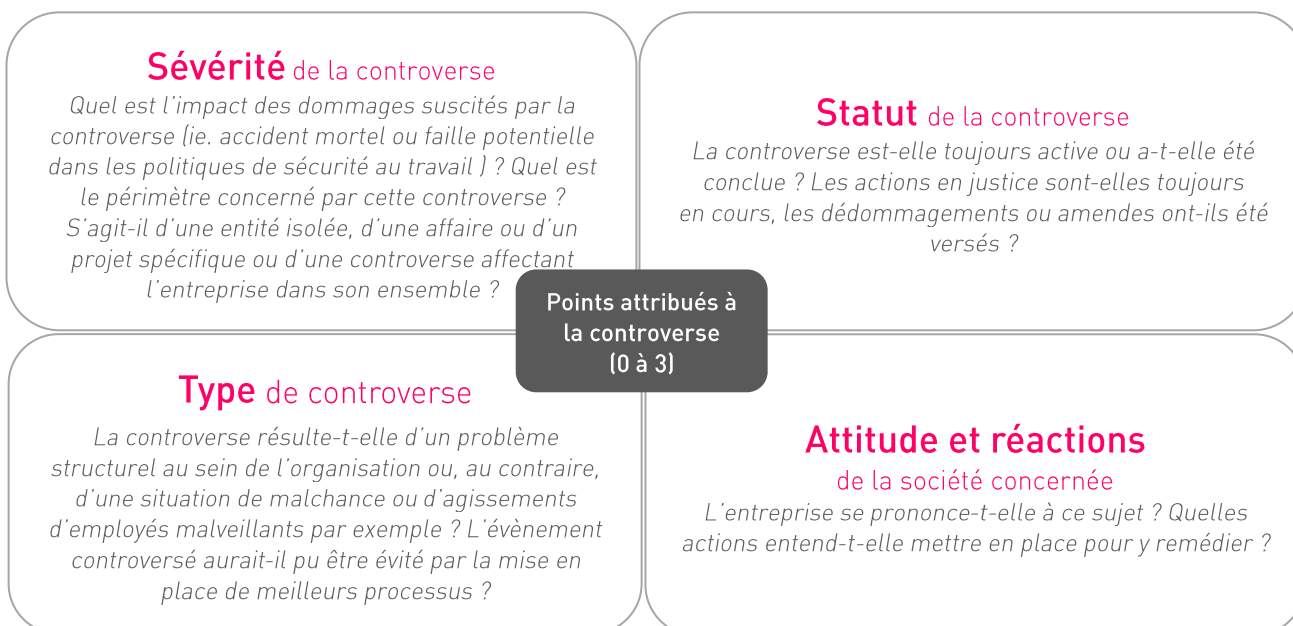 Sévérité de la controverse
Quel est l'impact des dommages suscités par la
controverse (ie. accident mortel ou faille potentielle
dans les politiques de sécurité au travail ) ? Quel est
le périmètre concerné par cette controverse ?
S'agit-il d'une entité isolée, d'une affaire ou d'un
projet spécifique ou d'une controverse affectant
l'entreprise dans son ensemble ?
Statut de la controverse
La controverse est-elle toujours active ou a-t-elle été
conclue ? Les actions en justice sont-elles toujours
en cours, les dédommagements ou amendes ont-ils été
versés ?
Points attribués à
la controverse
(0 à 3)
Type de controverse
La controverse résulte-t-elle d'un problème
structurel au sein de l'organisation ou, au contraire,
d'une situation de malchance ou d'agissements
d'employés malveillants par exemple ? L'évènement
controversé aurait-il pu être évité par la mise en
place de meilleurs processus ?
Attitude et réactions
de la société concernée
L'entreprise se prononce-t-elle à ce sujet ? Quelles
actions entend-t-elle mettre en place pour y remédier ?